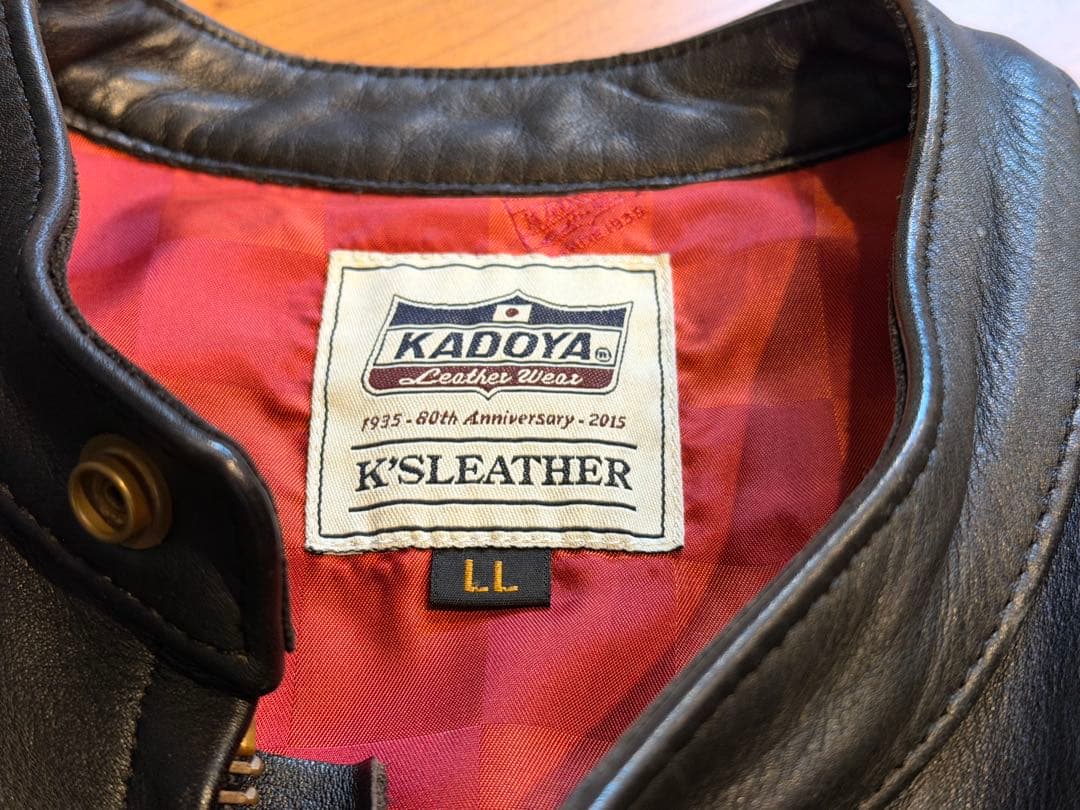 KADOYA®
Leather Wear
1935 - 80th Anniversary - 2015
K'SLEATHER
LL